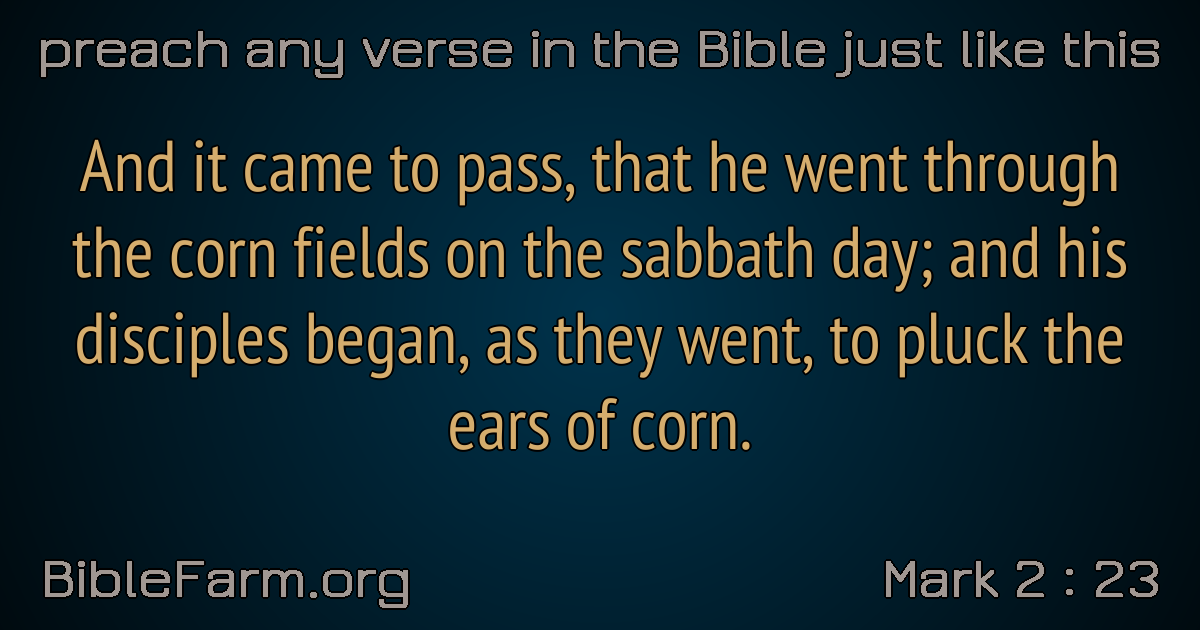 preach any verse in the Bible just like this
And it came to pass, that he went through
the corn fields on the sabbath day; and his
disciples began, as they went, to pluck the
ears of corn.
BibleFarm.org
Mark 2 : 23